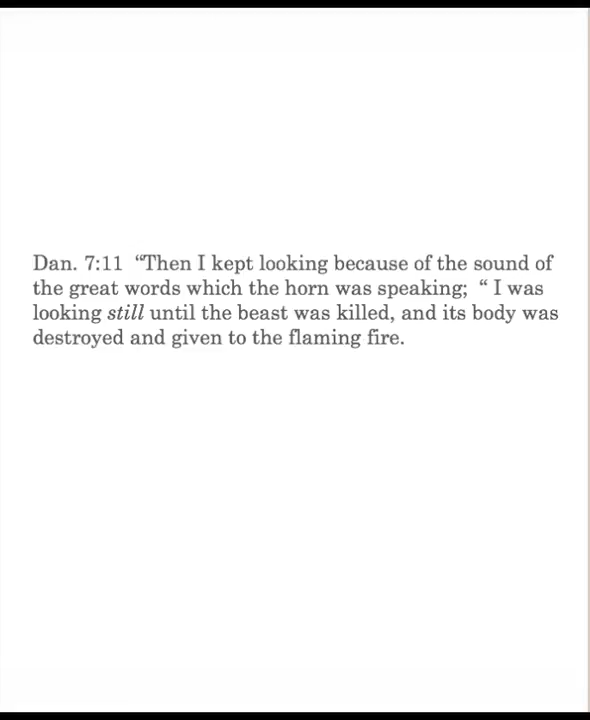 Dan. 7:11  “Then I kept looking because of the sound of
the great words which the horn was speaking;  “ I was
looking still until the beast was killed, and its body was
destroyed and given to the flaming fire.